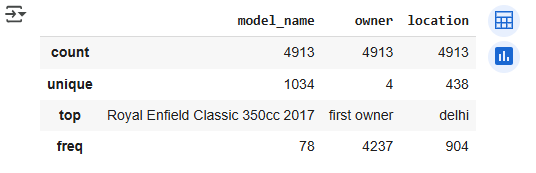 model_name owner location
count 4913 4913 4913
unique 1034 4 438
top Royal Enfield Classic 350cc 2017 first owner delhi
freq 78 4237 904